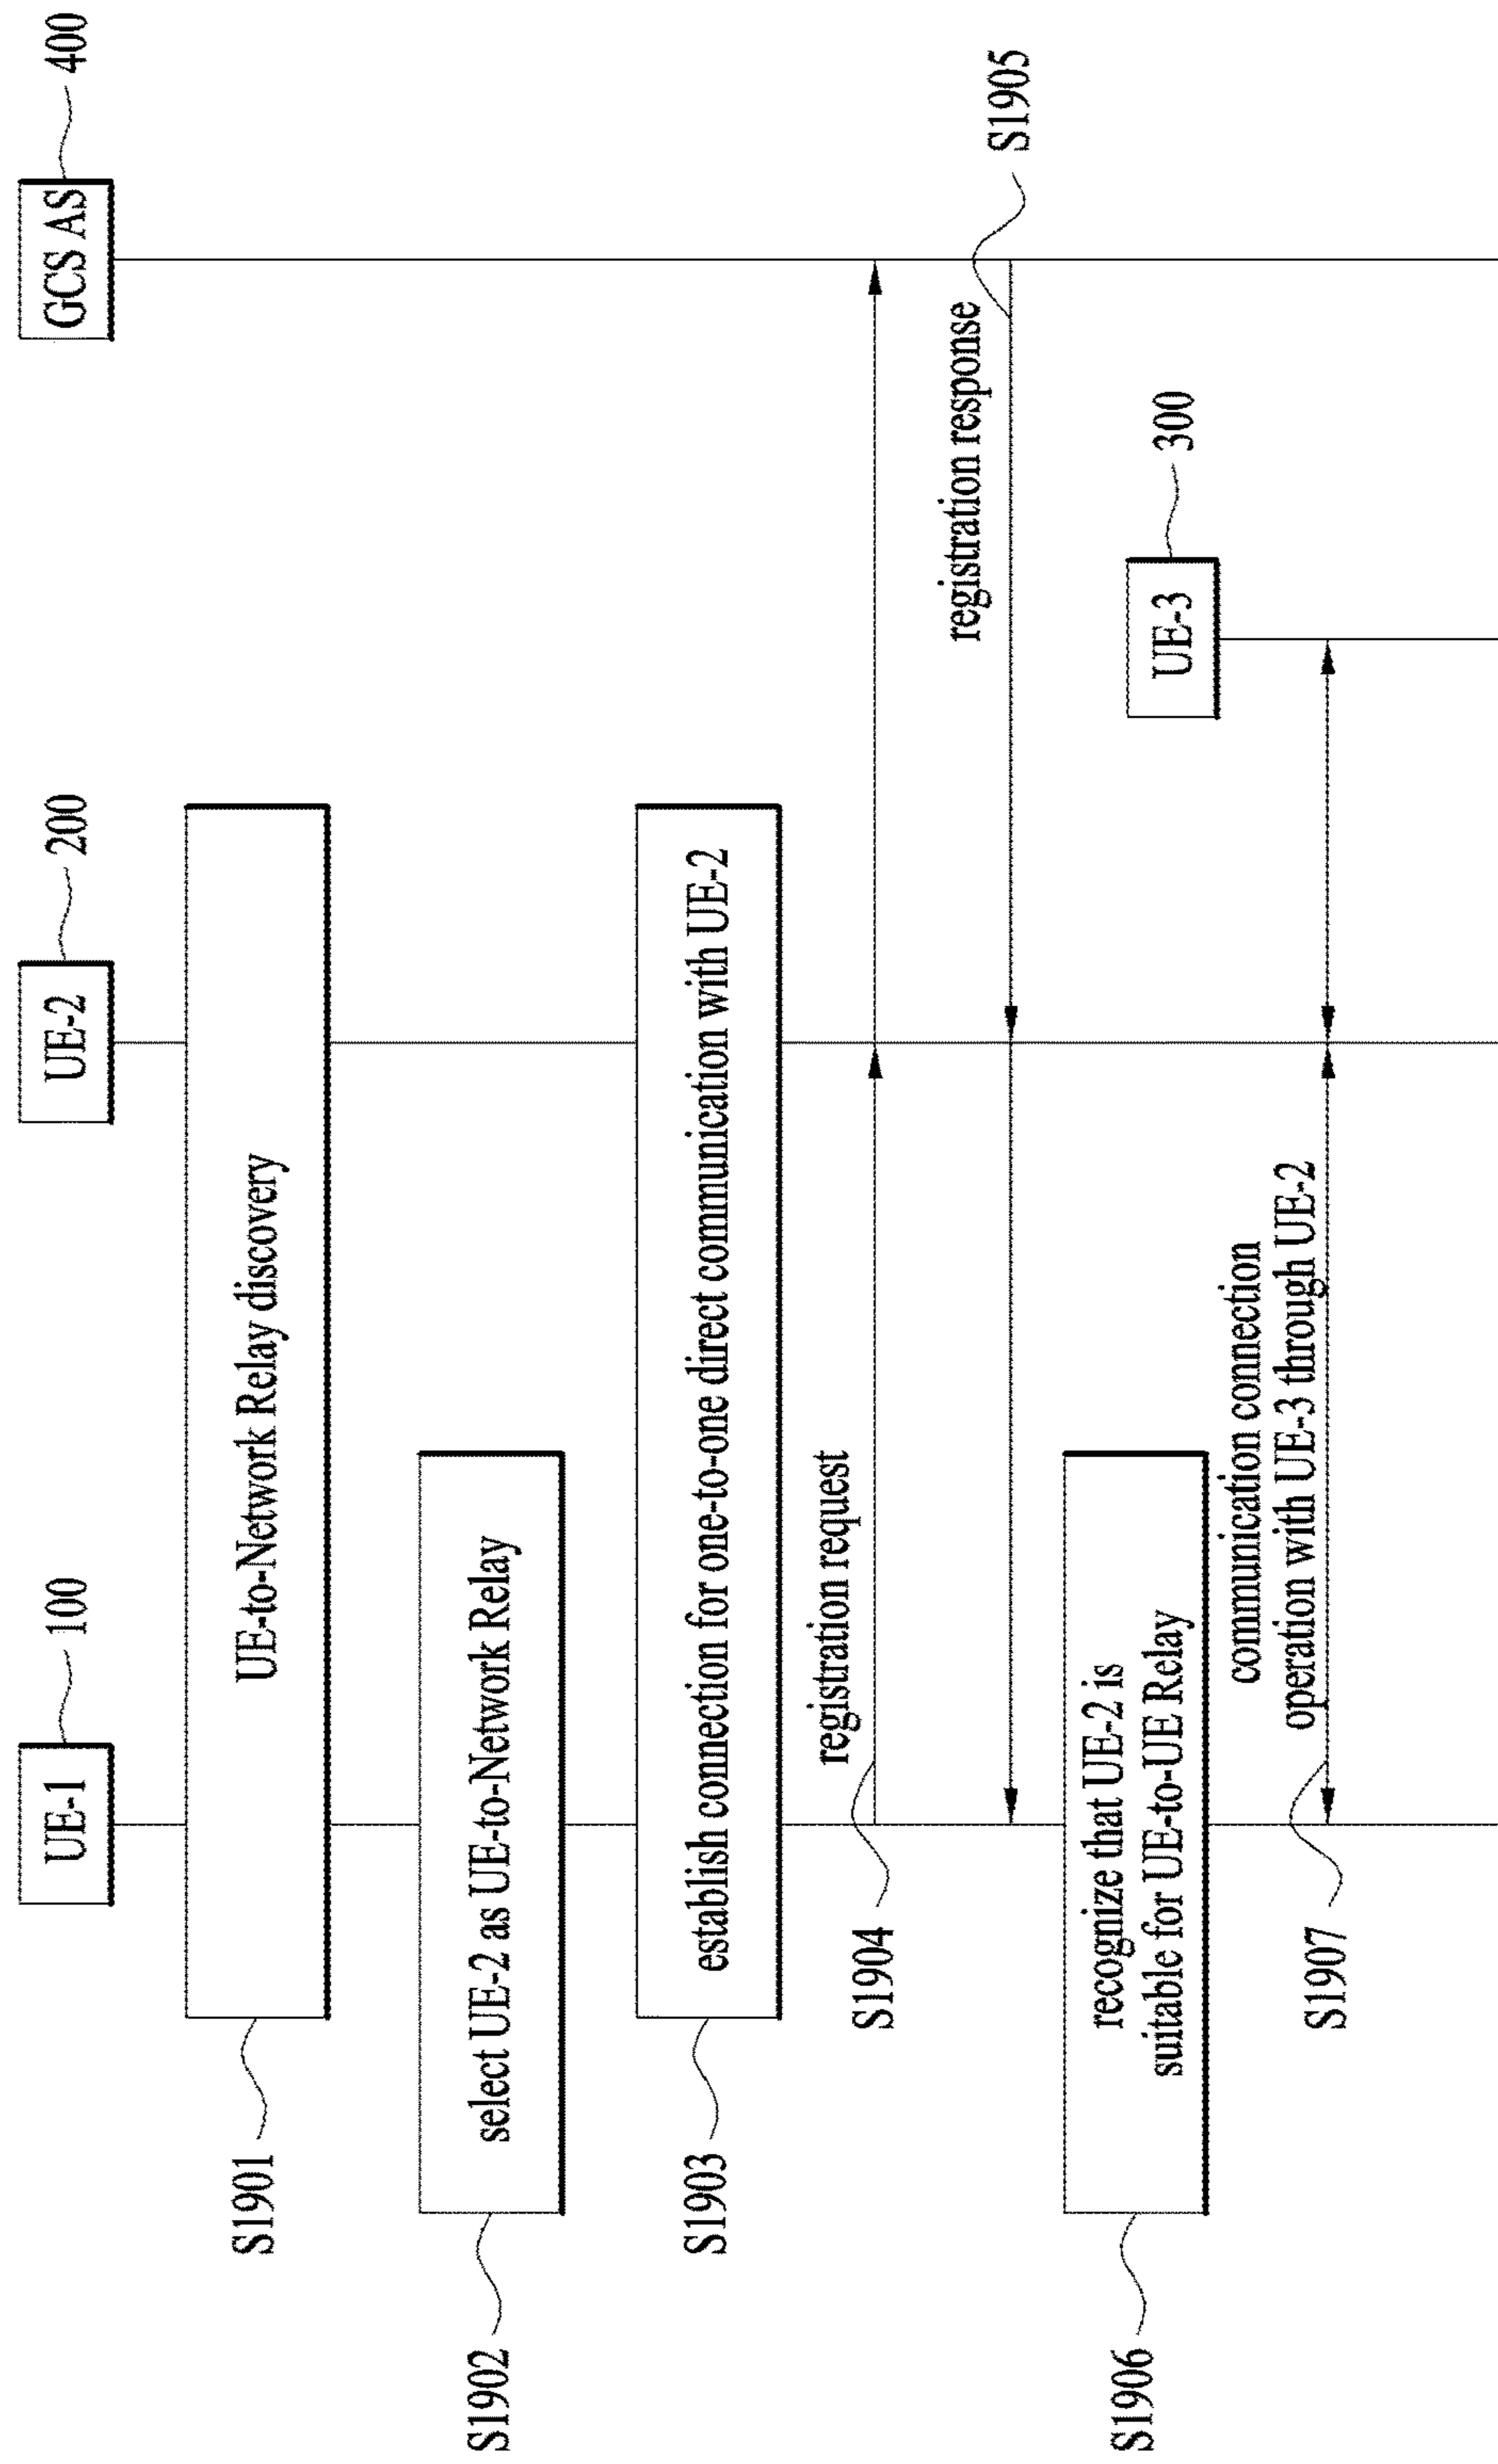 UE-1
100
UE-2
200
GCS AS
400
S1901
UE-to-Network Relay discovery
S1902
select UE-2 as UE-to-Network Relay
S1903
establish connection for one-to-one direct communication with UE-2
registration request
S1904
registration response
S1905
UE-3
300
S1906
recognize that UE-2 is
suitable for UE-to-UE Relay
communication connection
operation with UE-3 through UE-2
S1907